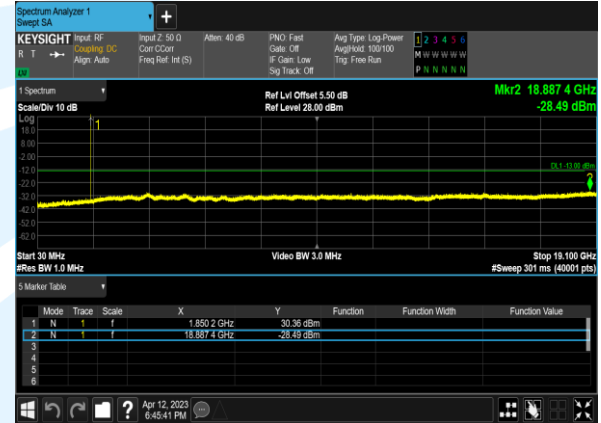 Spectrum Analyzer 1
Swept SA
+
KEYSIGHT
R T
Input: RF
Coupling: DC
Align: Auto
Input Z: 50 Ω
Corr CCorr
Freq Ref: Int (S)
Atten: 40 dB
PNO: Fast
Gate: Off
IF Gain: Low
Sig Track: Off
Avg Type: Log-Power
Avg|Hold: 100/100
Trig: Free Run
1 2 3 4 5 6
M W W W W W
P N N N N N
1 Spectrum
Scale/Div 10 dB
Ref Lvl Offset 5.50 dB
Ref Level 28.00 dBm
Mkr2 18.887 4 GHz
-28.49 dBm
Log
18.0
8.00
-2.00
-12.0
-22.0
-32.0
-42.0
-52.0
-62.0
1
DL1 -13.00 dBm
2
Start 30 MHz
#Res BW 1.0 MHz
Video BW 3.0 MHz
Stop 19.100 GHz
#Sweep 301 ms (40001 pts)
5 Marker Table
Mode Trace Scale X Y Function Function Width Function Value
1 N 1 f 1.850 2 GHz 30.36 dBm
2 N 1 f 18.887 4 GHz -28.49 dBm
3
4
5
6
?
Apr 12, 2023
6:45:41 PM